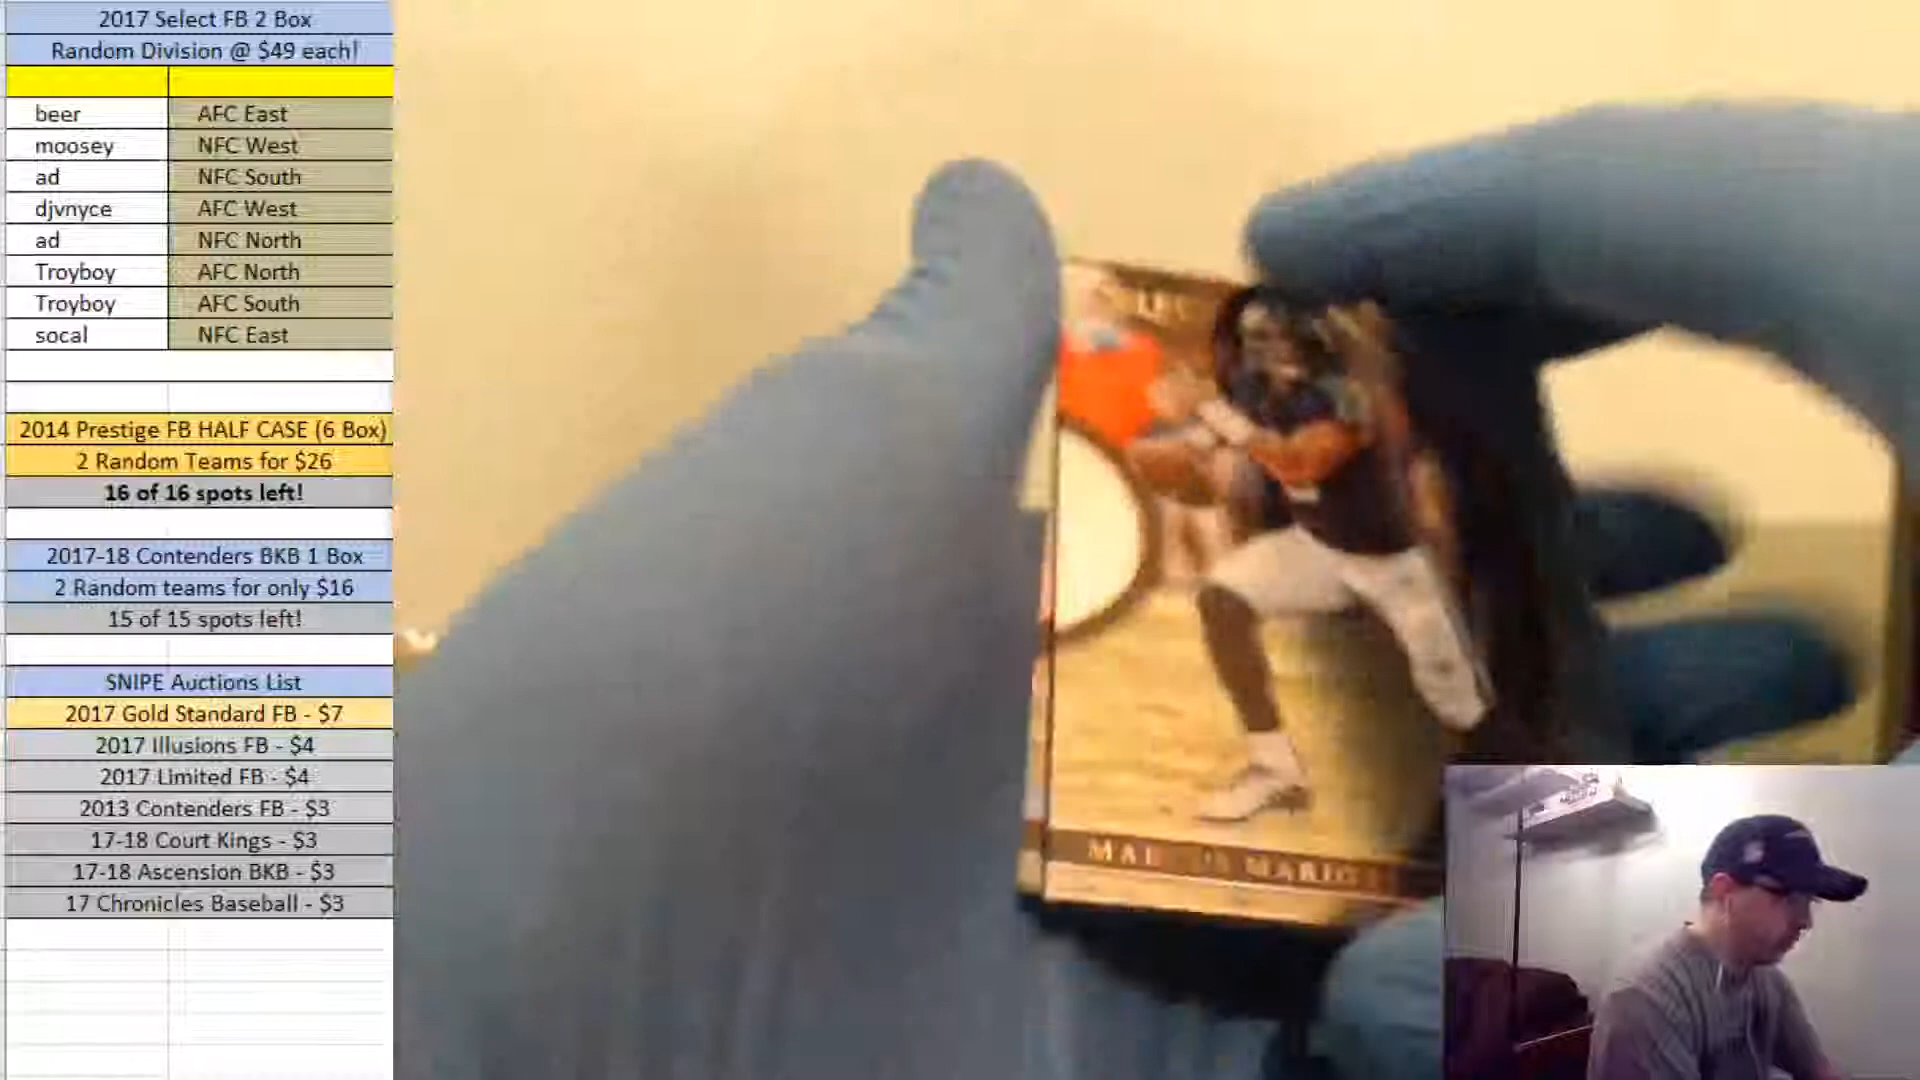 2017 Select FB 2 Box
Random Division @ $49 each!
beer AFC East
moosey NFC West
ad NFC South
djvnyce AFC West
ad NFC North
Troyboy AFC North
Troyboy AFC South
socal NFC East
2014 Prestige FB HALF CASE (6 Box)
2 Random Teams for $26
16 of 16 spots left!
2017-18 Contenders BKB 1 Box
2 Random teams for only $16
15 of 15 spots left!
SNIPE Auctions List
2017 Gold Standard FB - $7
2017 Illusions FB - $4
2017 Limited FB - $4
2013 Contenders FB - $3
17-18 Court Kings - $3
17-18 Ascension BKB - $3
17 Chronicles Baseball - $3